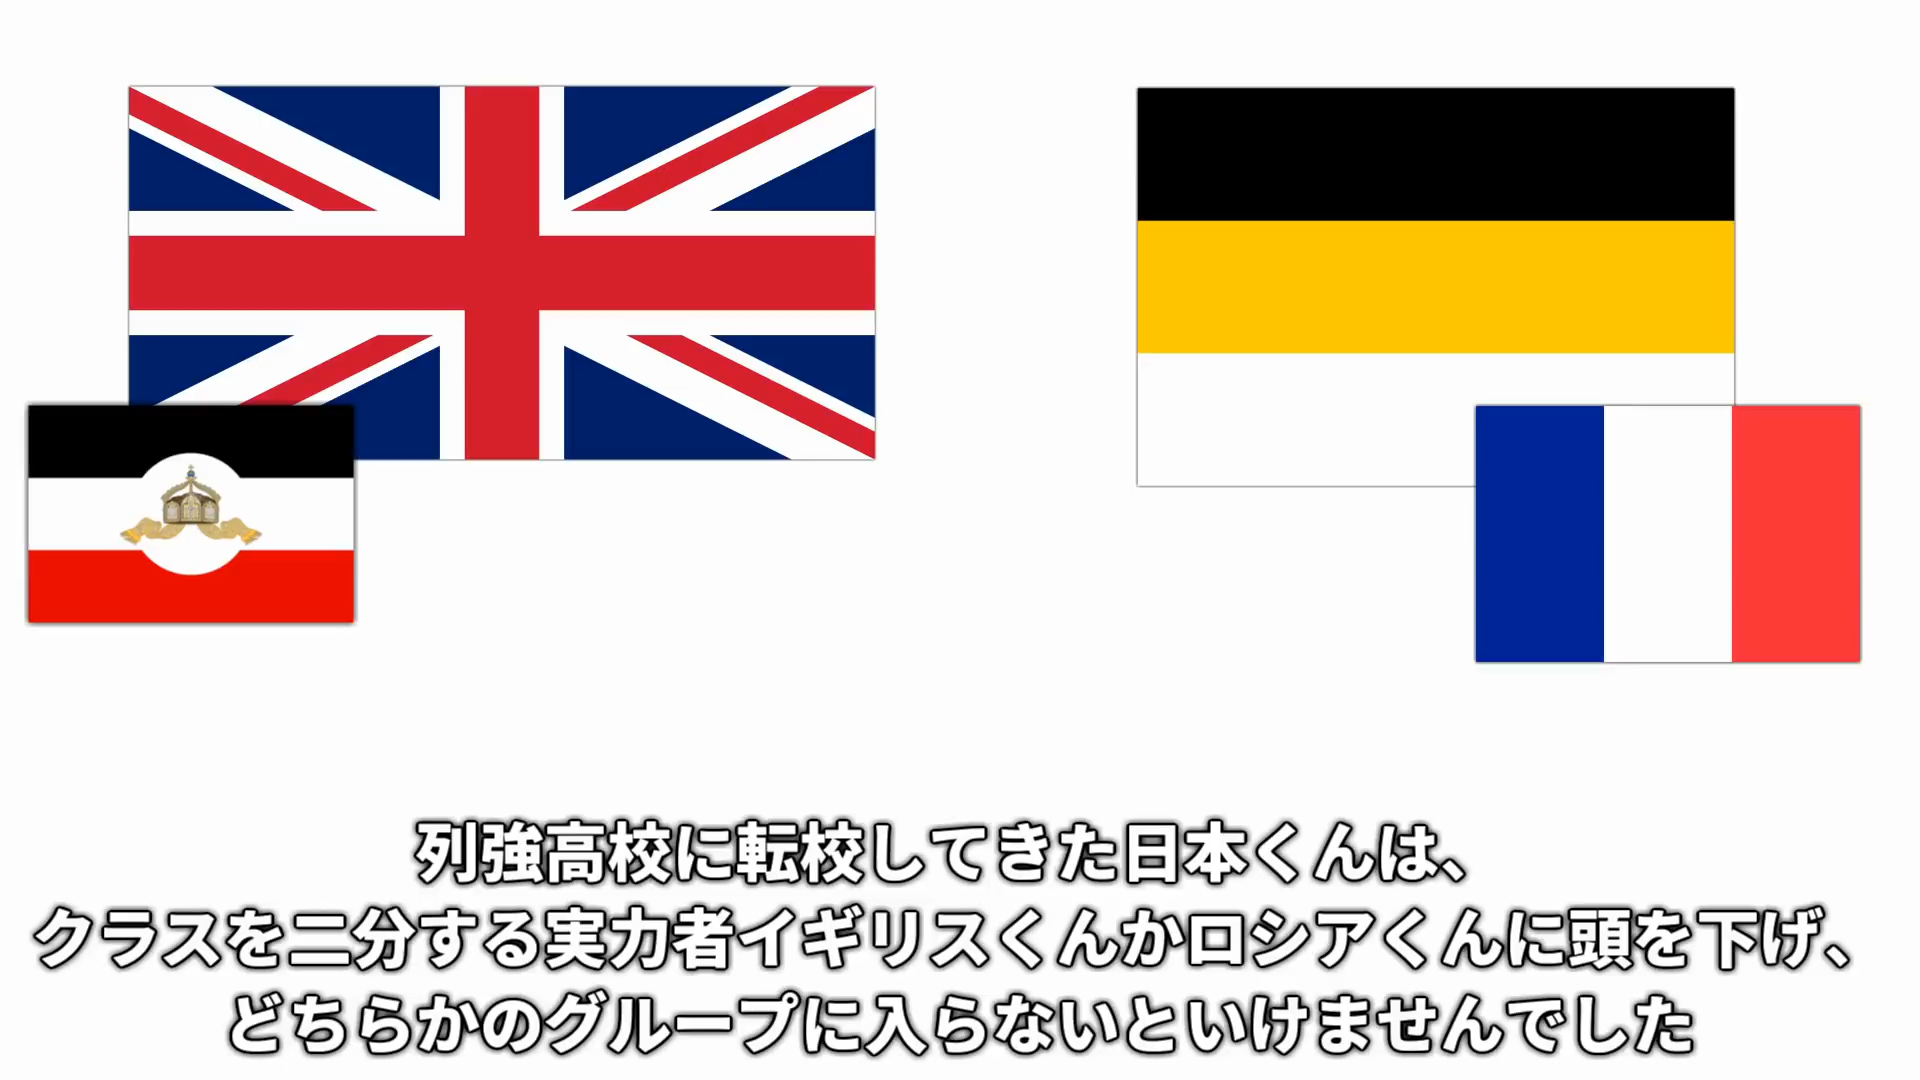 列強高校に転校してきた日本くんは、
クラスを二分する実力者イギリスくんかロシアくんに頭を下げ、
どちらかのグループに入らないといけませんでした